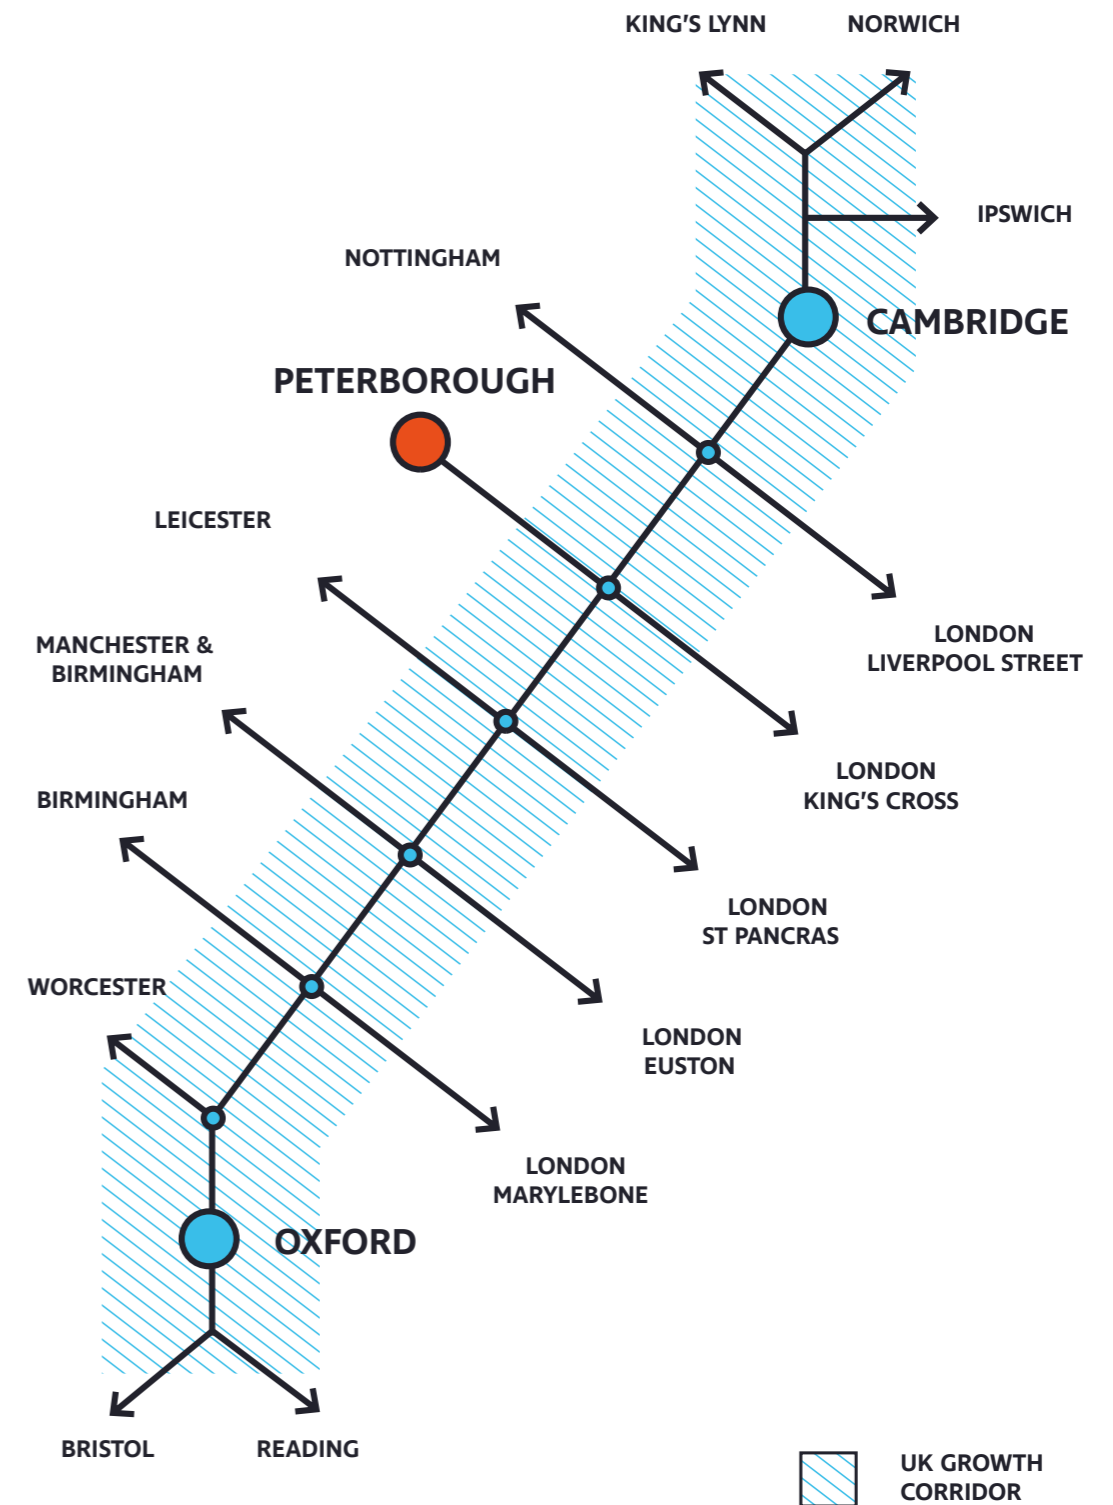 KING'S LYNN
NORWICH
IPSWICH
NOTTINGHAM
CAMBRIDGE
PETERBOROUGH
LEICESTER
MANCHESTER &
BIRMINGHAM
LONDON
LIVERPOOL STREET
LONDON
KING'S CROSS
BIRMINGHAM
LONDON
ST PANCRAS
WORCESTER
LONDON
EUSTON
LONDON
MARYLEBONE
OXFORD
BRISTOL
READING
UK GROWTH
CORRIDOR